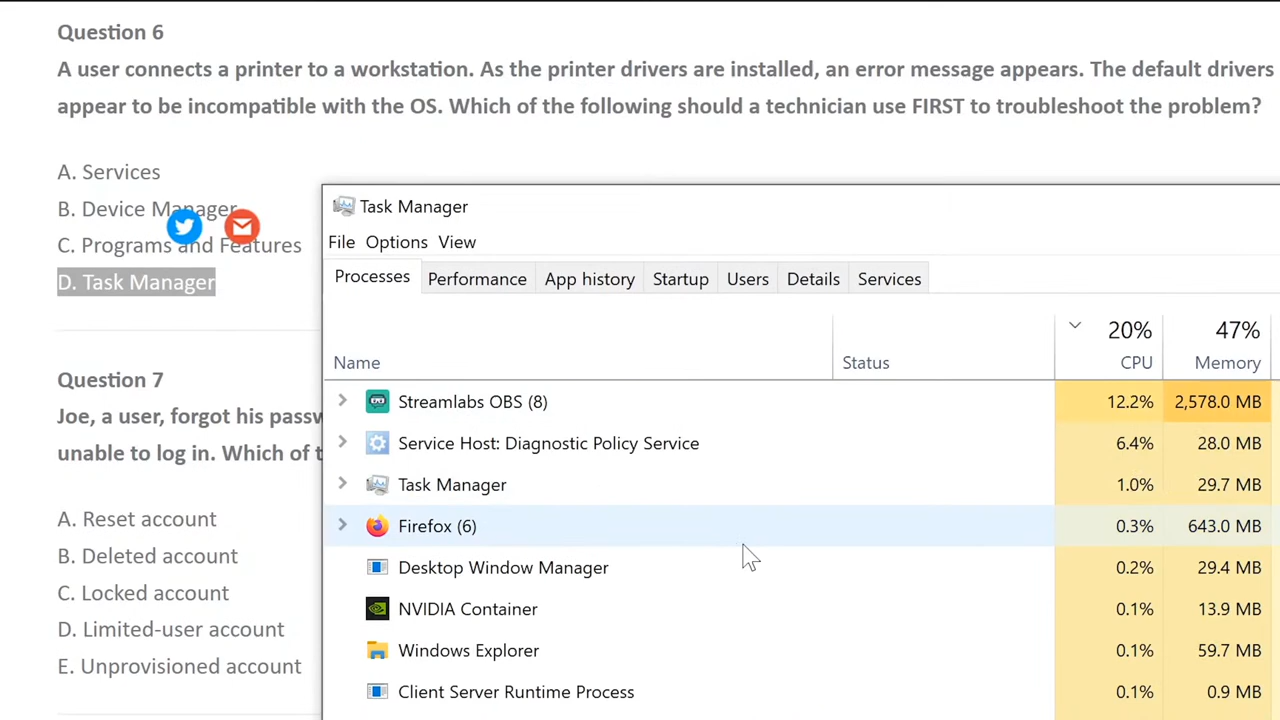 Question 6
A user connects a printer to a workstation. As the printer drivers are installed, an error message appears. The default drivers
appear to be incompatible with the OS. Which of the following should a technician use FIRST to troubleshoot the problem?
A. Services
B. Device Manager
C. Programs and Features
D. Task Manager
Question 7
Joe, a user, forgot his passw
unable to log in. Which of t
A. Reset account
B. Deleted account
C. Locked account
D. Limited-user account
E. Unprovisioned account
Task Manager
File Options View
Processes Performance App history Startup Users Details Services
20% 47%
Name Status CPU Memory
Streamlabs OBS (8) 12.2% 2,578.0 MB
Service Host: Diagnostic Policy Service 6.4% 28.0 MB
Task Manager 1.0% 29.7 MB
Firefox (6) 0.3% 643.0 MB
Desktop Window Manager 0.2% 29.4 MB
NVIDIA Container 0.1% 13.9 MB
Windows Explorer 0.1% 59.7 MB
Client Server Runtime Process 0.1% 0.9 MB